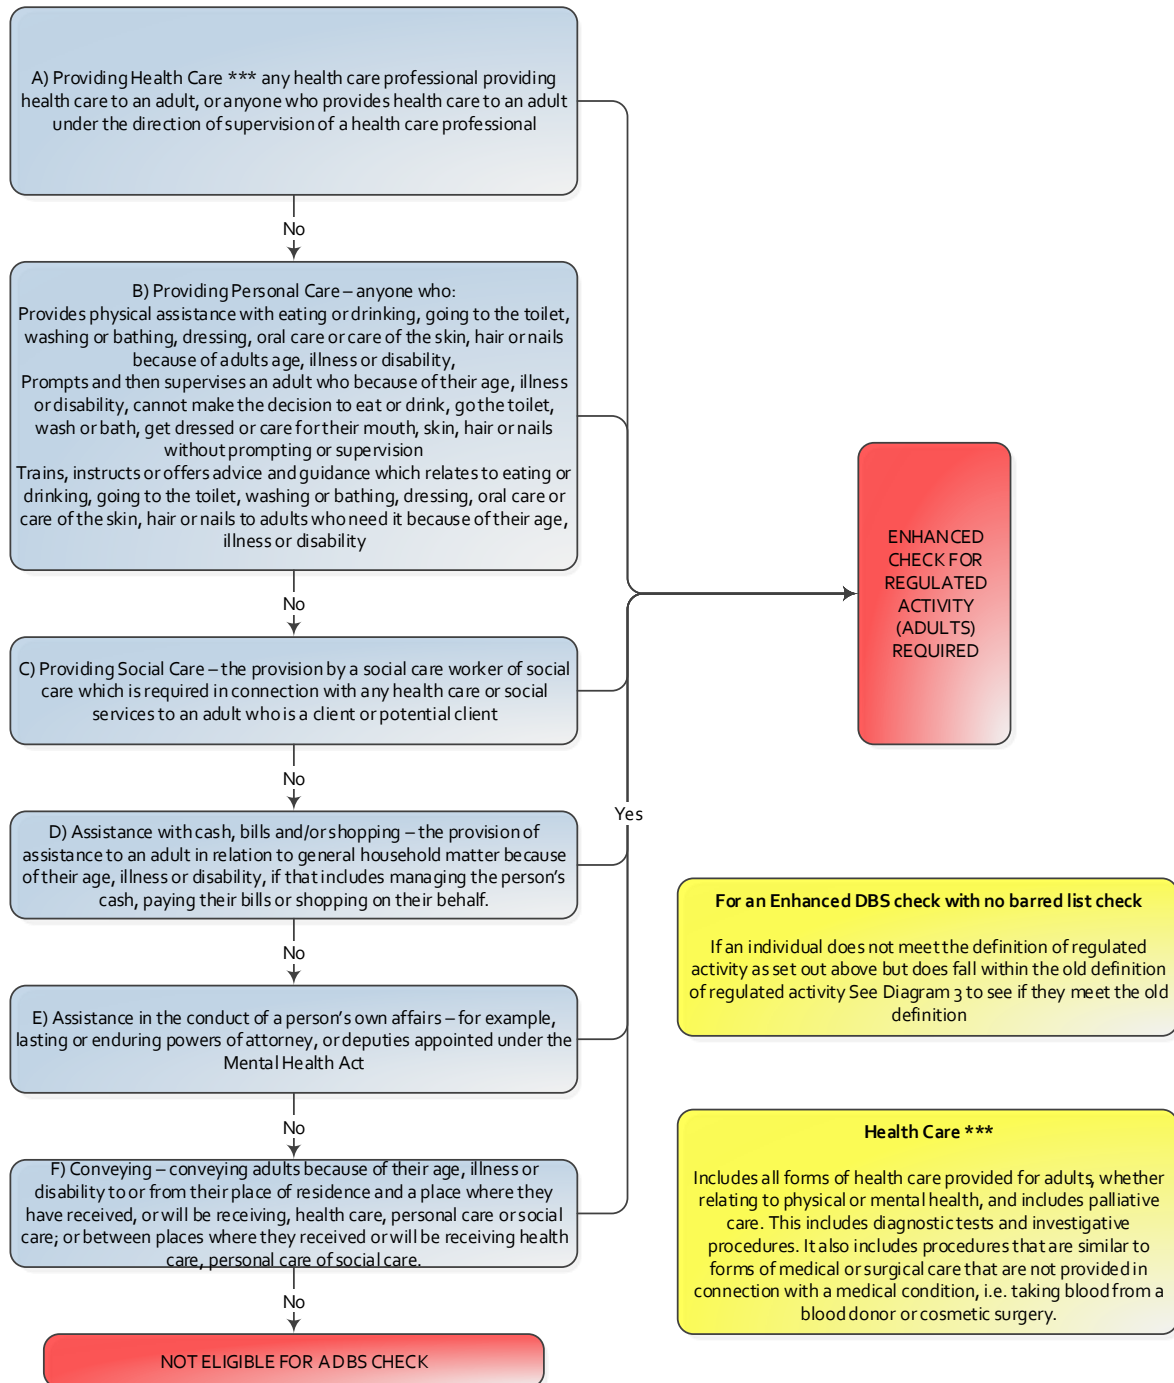 A) Providing Health Care *** any health care professional providing
health care to an adult, or anyone who provides health care to an adult
under the direction of supervision of a health care professional
No
B) Providing Personal Care – anyone who:
Provides physical assistance with eating or drinking, going to the toilet,
washing or bathing, dressing, oral care or care of the skin, hair or nails
because of adults age, illness or disability,
Prompts and then supervises an adult who because of their age, illness
or disability, cannot make the decision to eat or drink, go the toilet,
wash or bath, get dressed or care for their mouth, skin, hair or nails
without prompting or supervision
Trains, instructs or offers advice and guidance which relates to eating or
drinking, going to the toilet, washing or bathing, dressing, oral care or
care of the skin, hair or nails to adults who need it because of their age,
illness or disability
No
C) Providing Social Care – the provision by a social care worker of social
care which is required in connection with any health care or social
services to an adult who is a client or potential client
No
D) Assistance with cash, bills and/or shopping – the provision of
assistance to an adult in relation to general household matter because
of their age, illness or disability, if that includes managing the person's
cash, paying their bills or shopping on their behalf.
No
E) Assistance in the conduct of a person's own affairs – for example,
lasting or enduring powers of attorney, or deputies appointed under the
Mental Health Act
No
F) Conveying – conveying adults because of their age, illness or
disability to or from their place of residence and a place where they
have received, or will be receiving, health care, personal care or social
care; or between places where they received or will be receiving health
care, personal care of social care.
No
NOT ELIGIBLE FOR A DBS CHECK
Yes
ENHANCED
CHECK FOR
REGULATED
ACTIVITY
(ADULTS)
REQUIRED
For an Enhanced DBS check with no barred list check
If an individual does not meet the definition of regulated
activity as set out above but does fall within the old definition
of regulated activity See Diagram 3 to see if they meet the old
definition
Health Care ***
Includes all forms of health care provided for adults, whether
relating to physical or mental health, and includes palliative
care. This includes diagnostic tests and investigative
procedures. It also includes procedures that are similar to
forms of medical or surgical care that are not provided in
connection with a medical condition, i.e. taking blood from a
blood donor or cosmetic surgery.